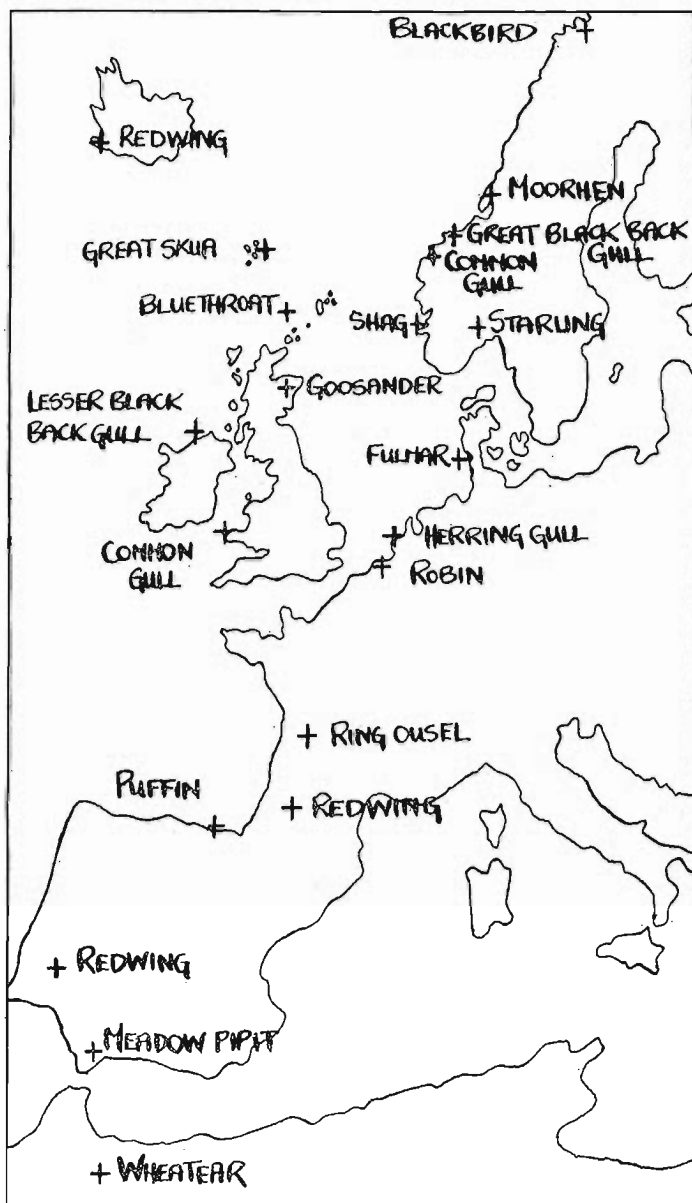 BLACKBIRD
REDWING
MOORHEN
GREAT BLACK BACK
GULL
GREAT SKUA
COMMON
GULL
BLUETHROAT
SHAG
STARLING
GOOSANDER
LESSER BLACK
BACK GULL
FULMAR
COMMON
GULL
HERRING GULL
ROBIN
RING OUSEL
PUFFIN
REDWING
REDWING
MEADOW PIPIT
WHEATEAR